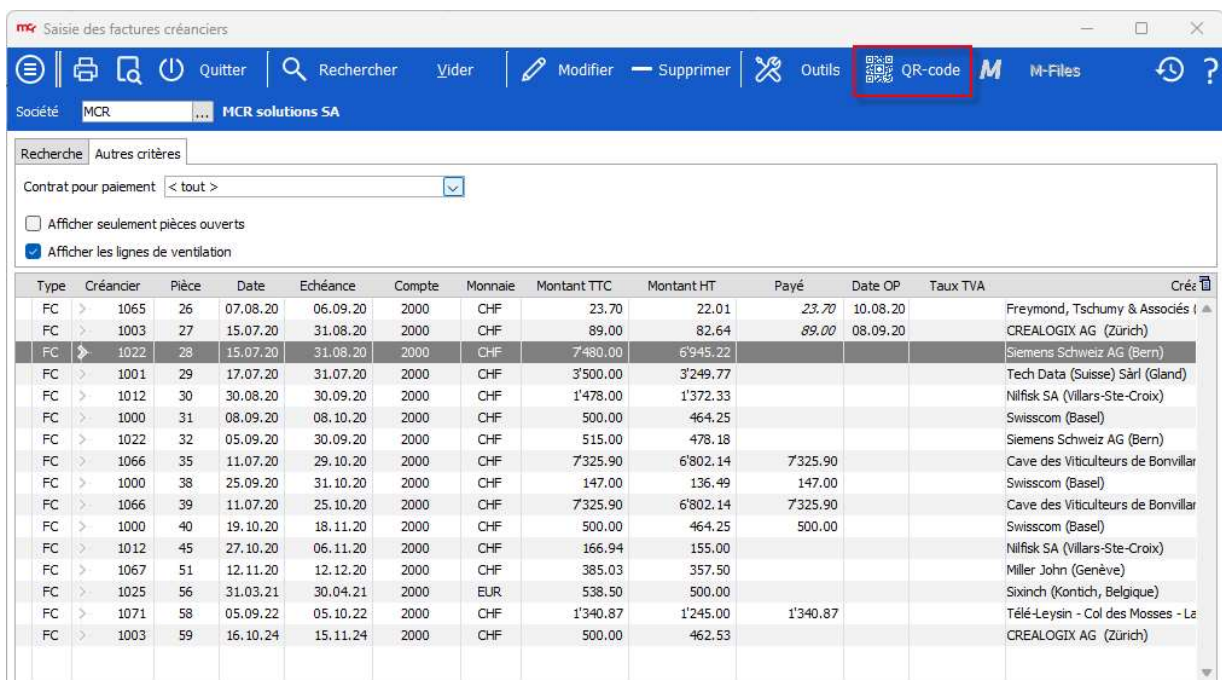 mcr Saisie des factures créanciers
Quitter Rechercher Vider Modifier Supprimer Outils QR-code M M-Files ?
Société MCR ... MCR solutions SA
Recherche Autres critères
Contrat pour paiement < tout >
Afficher seulement pièces ouverts
Afficher les lignes de ventilation
Type Créancier Pièce Date Echéance Compte Monnaie Montant TTC Montant HT Payé Date OP Taux TVA Créa
FC 1065 26 07.08.20 06.09.20 2000 CHF 23.70 22.01 23.70 10.08.20 Freymond, Tschumy & Associés (
FC 1003 27 15.07.20 31.08.20 2000 CHF 89.00 82.64 89.00 08.09.20 CREALOGIX AG (Zürich)
FC 1022 28 15.07.20 31.08.20 2000 CHF 7'480.00 6'945.22 Siemens Schweiz AG (Bern)
FC 1001 29 17.07.20 31.07.20 2000 CHF 3'500.00 3'249.77 Tech Data (Suisse) Sàrl (Gland)
FC 1012 30 30.08.20 30.09.20 2000 CHF 1'478.00 1'372.33 Nilfisk SA (Villars-Ste-Croix)
FC 1000 31 08.09.20 08.10.20 2000 CHF 500.00 464.25 Swisscom (Basel)
FC 1022 32 05.09.20 30.09.20 2000 CHF 515.00 478.18 Siemens Schweiz AG (Bern)
FC 1066 35 11.07.20 29.10.20 2000 CHF 7'325.90 6'802.14 7'325.90 Cave des Viticulteurs de Bonvillar
FC 1000 38 25.09.20 31.10.20 2000 CHF 147.00 136.49 147.00 Swisscom (Basel)
FC 1066 39 11.07.20 25.10.20 2000 CHF 7'325.90 6'802.14 7'325.90 Cave des Viticulteurs de Bonvillar
FC 1000 40 19.10.20 18.11.20 2000 CHF 500.00 464.25 500.00 Swisscom (Basel)
FC 1012 45 27.10.20 06.11.20 2000 CHF 166.94 155.00 Nilfisk SA (Villars-Ste-Croix)
FC 1067 51 12.11.20 12.12.20 2000 CHF 385.03 357.50 Miller John (Genève)
FC 1025 56 31.03.21 30.04.21 2000 EUR 538.50 500.00 Sixinch (Kontich, Belgique)
FC 1071 58 05.09.22 05.10.22 2000 CHF 1'340.87 1'245.00 1'340.87 Télé-Leysin - Col des Mosses - La
FC 1003 59 16.10.24 15.11.24 2000 CHF 500.00 462.53 CREALOGIX AG (Zürich)